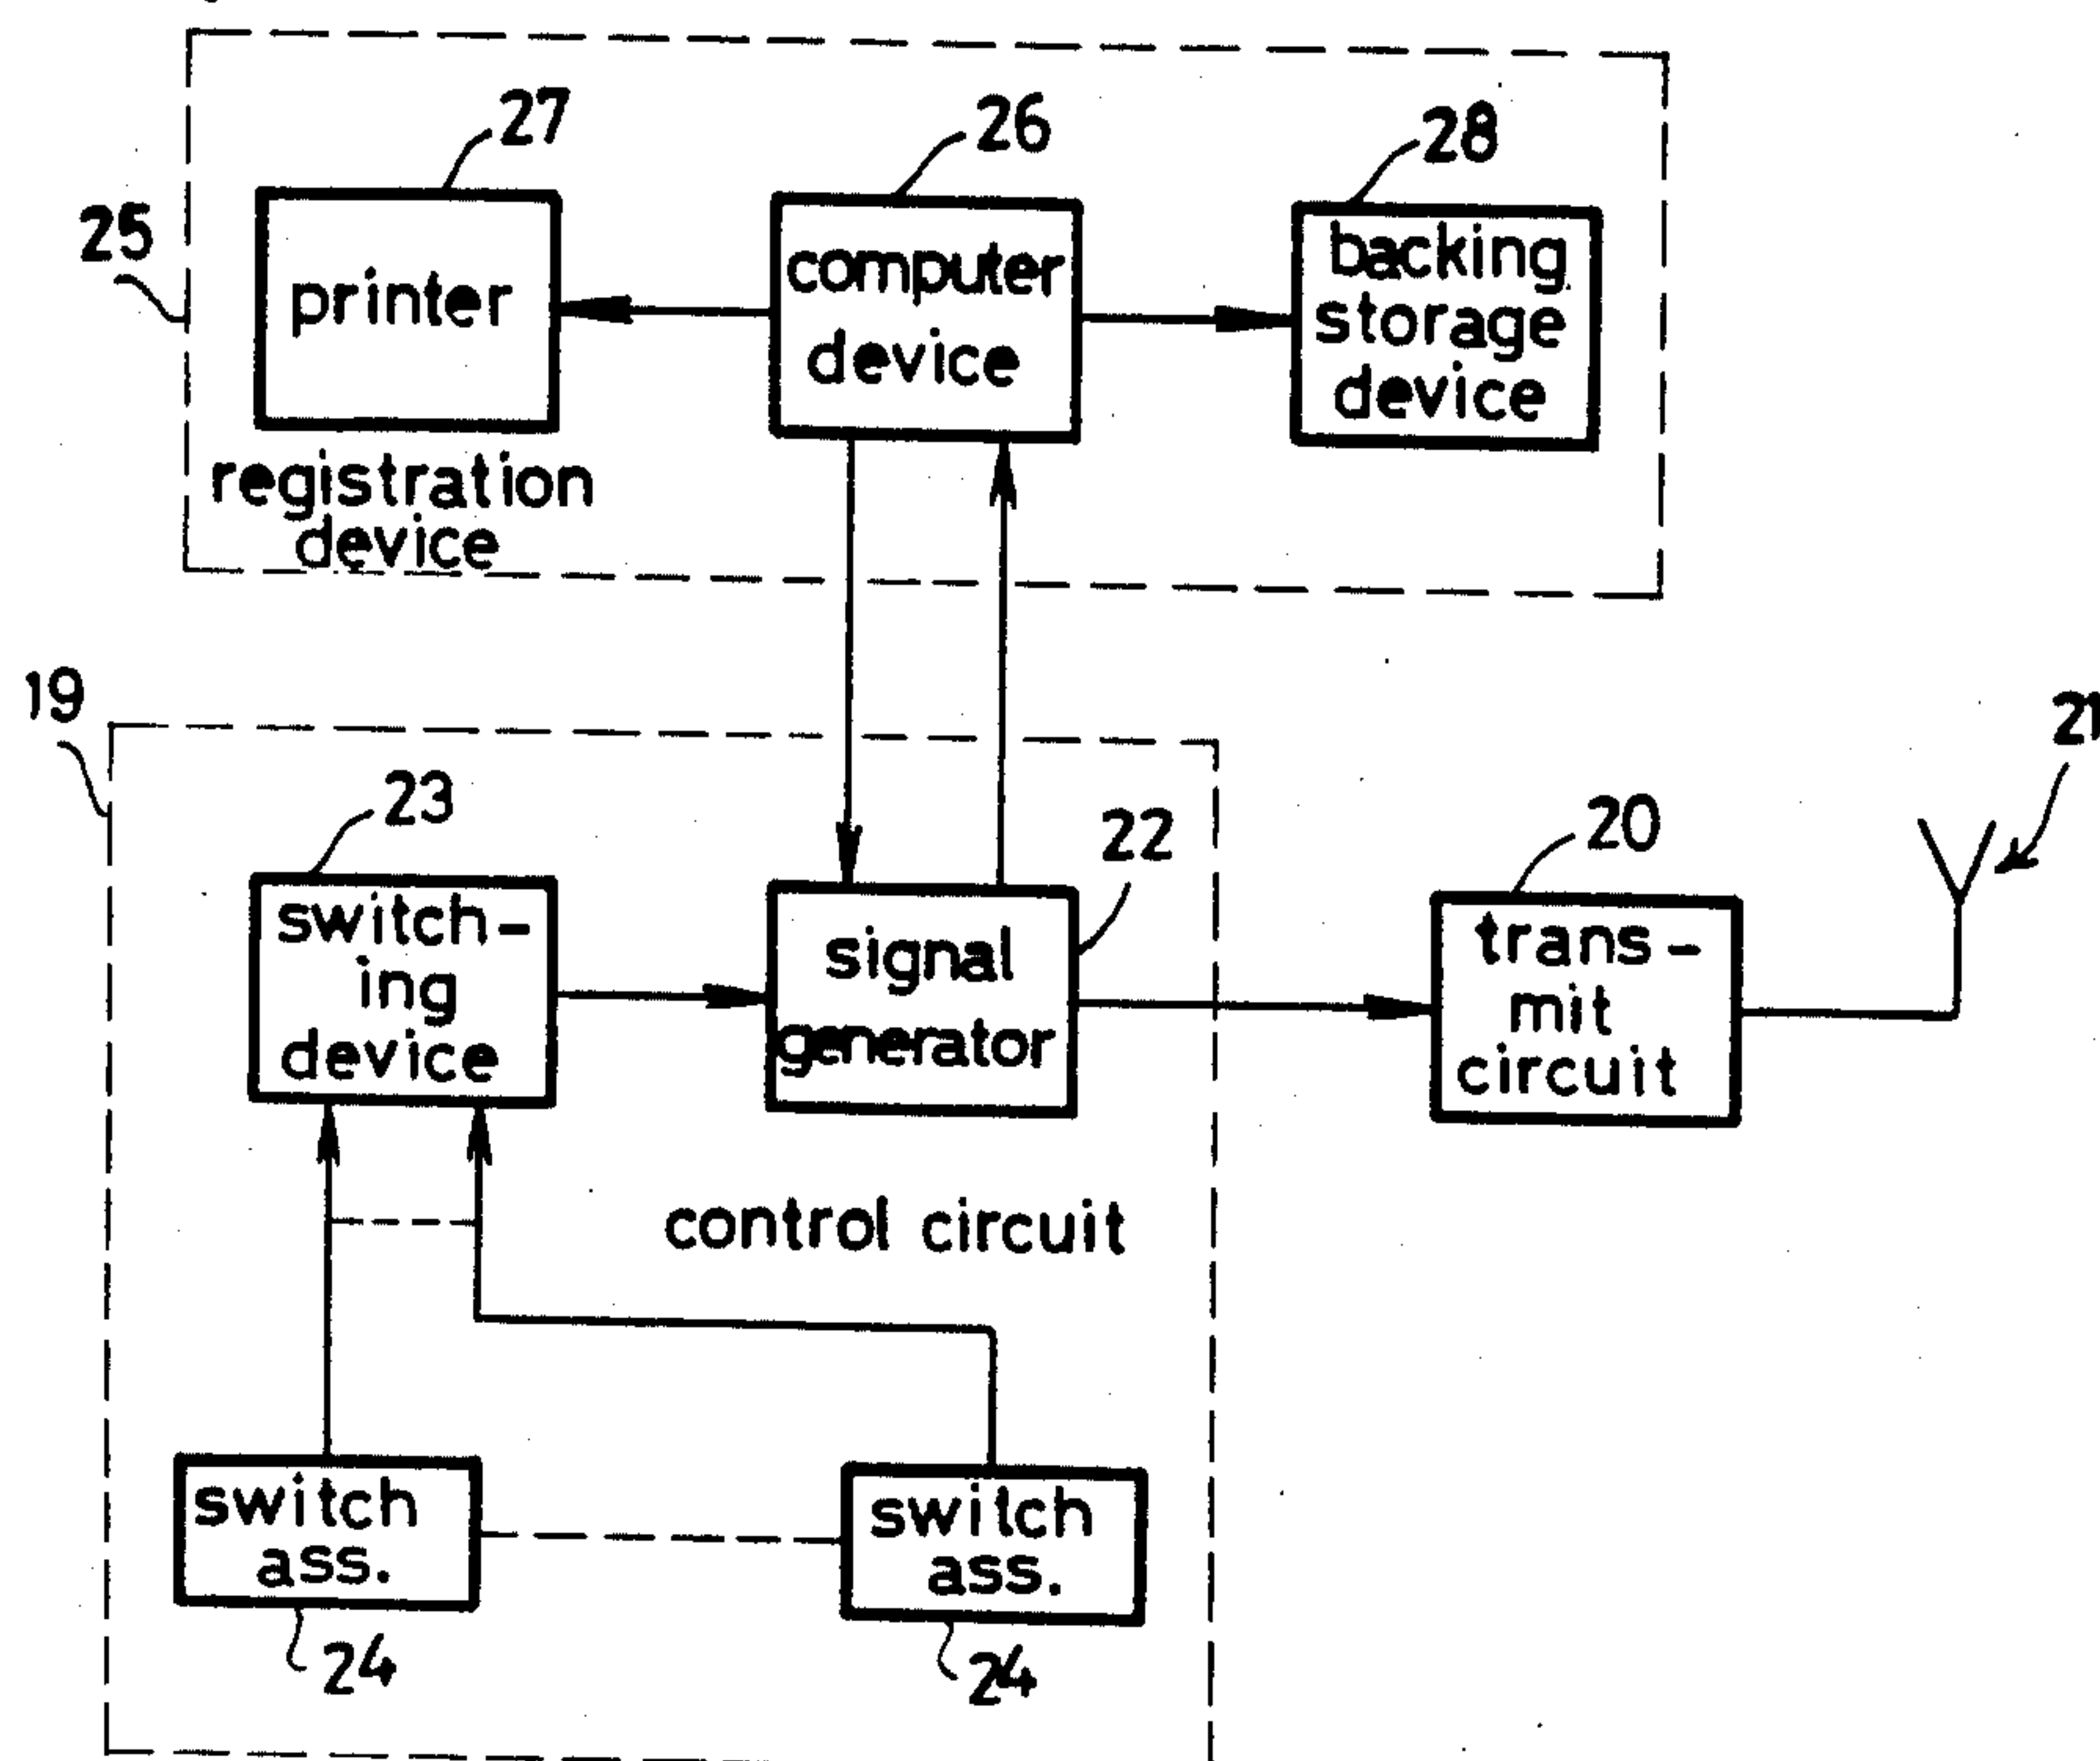 27
26
28
25
printer
computer
device
backing
storage
device
registration
device
19
21
23
22
20
switch-
ing
device
signal
generator
trans-
mit
circuit
control circuit
switch
ass.
switch
ass.
24
24